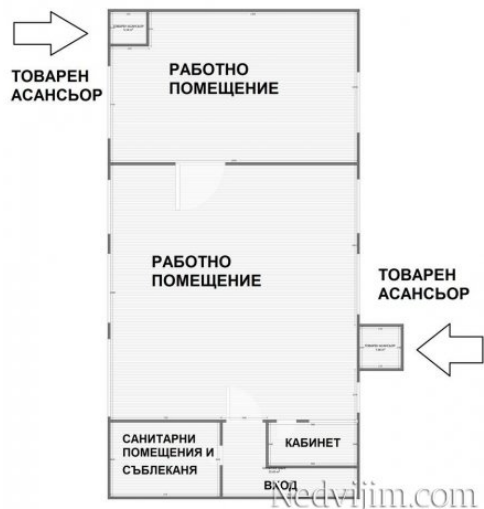 ТОВАРЕН
АСАНСЬОР
РАБОТНО
ПОМЕЩЕНИЕ
РАБОТНО
ПОМЕЩЕНИЕ
ТОВАРЕН
АСАНСЬОР
САНИТАРНИ
ПОМЕЩЕНИЯ И
СЪБЛЕКАНЯ
КАБИНЕТ
ВХОД
Nedvijim.com